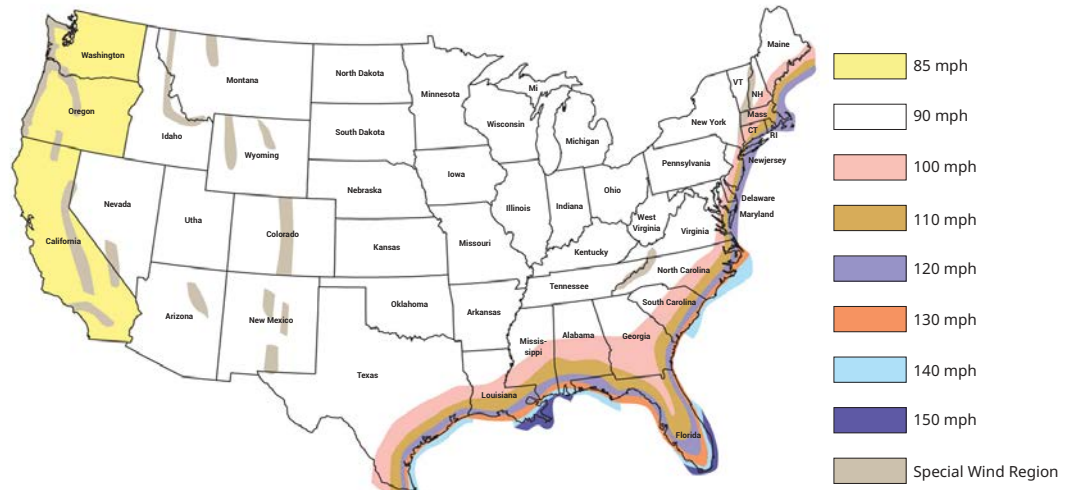 Washington
Oregon
California
Nevada
Idaho
Montana
Wyoming
Utha
Colorado
Arizona
New Mexico
North Dakota
South Dakota
Nebraska
Kansas
Oklahoma
Texas
Minnesota
Iowa
Missouri
Arkansas
Louisiana
Wisconsin
Mi
Michigan
Illinois
Indiana
Ohio
Kentucky
Tennessee
Missis-
sippi
Alabama
Georgia
Florida
South Carolina
North Carolina
Virginia
West
Virginia
Pennsylvania
New York
VT
NH
Maine
Mass
CT
RI
Newjersey
Delaware
Maryland
85 mph
90 mph
100 mph
110 mph
120 mph
130 mph
140 mph
150 mph
Special Wind Region